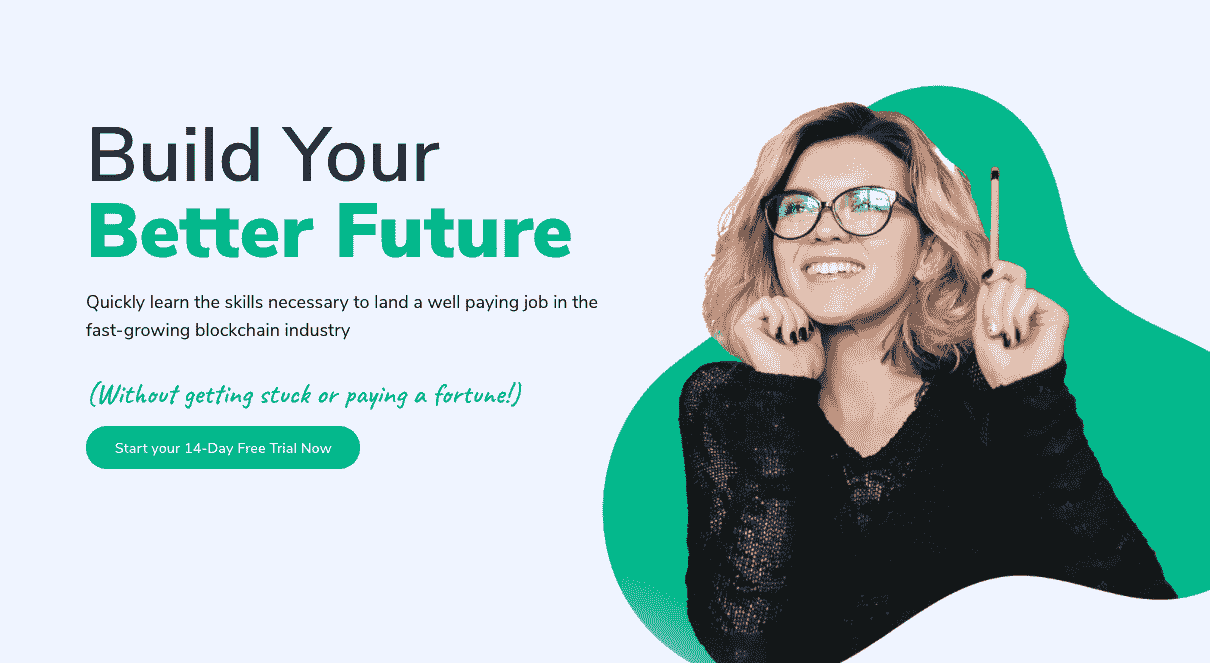 Build Your
Better Future
Quickly learn the skills necessary to land a well paying job in the
fast-growing blockchain industry
(Without getting stuck or paying a fortune!)
Start your 14-Day Free Trial Now